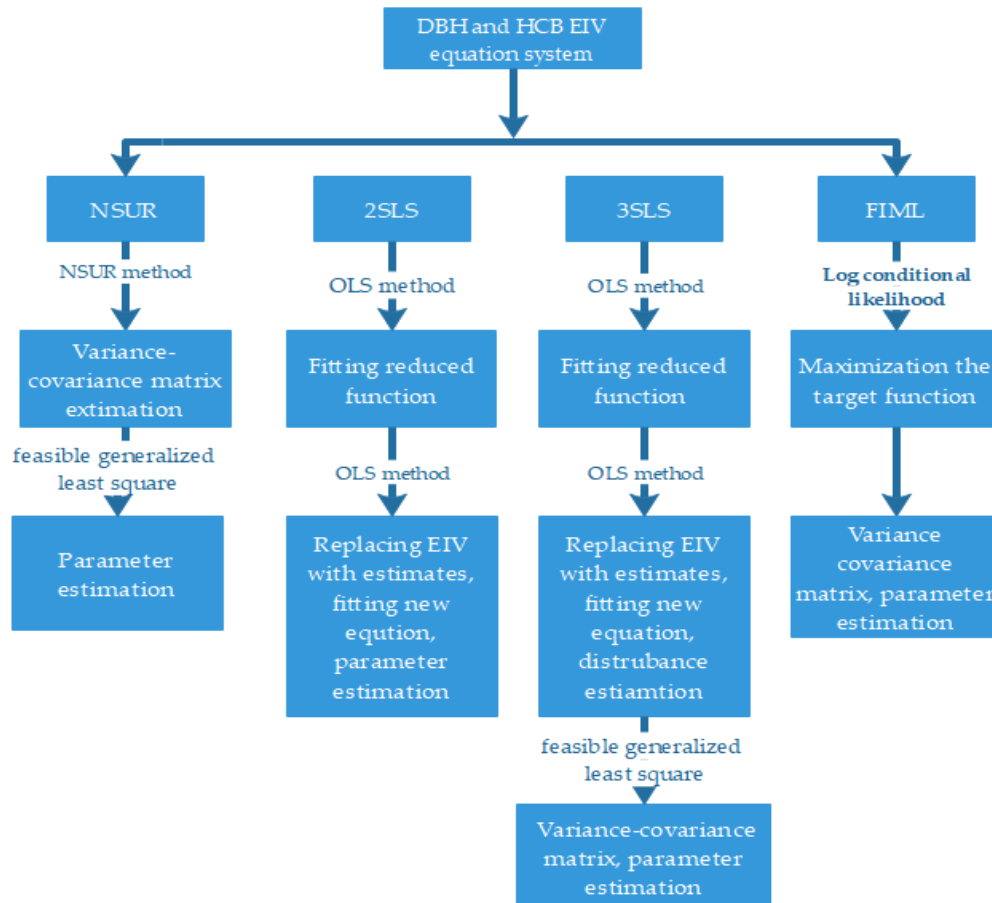 DBH and HCB EIV
equation system
NSUR
2SLS
3SLS
FIML
NSUR method
OLS method
OLS method
Log conditional
likelihood
Variance-
covariance matrix
extimation
Fitting reduced
function
Fitting reduced
function
Maximization the
target function
feasible generalized
least square
OLS method
OLS method
Parameter
estimation
Replacing EIV
with estimates,
fitting new
eqution,
parameter
estimation
Replacing EIV
with estimates,
fitting new
equation,
distrubance
estiamtion
Variance
covariance
matrix, parameter
estimation
feasible generalized
least square
Variance-covariance
matrix, parameter
estimation